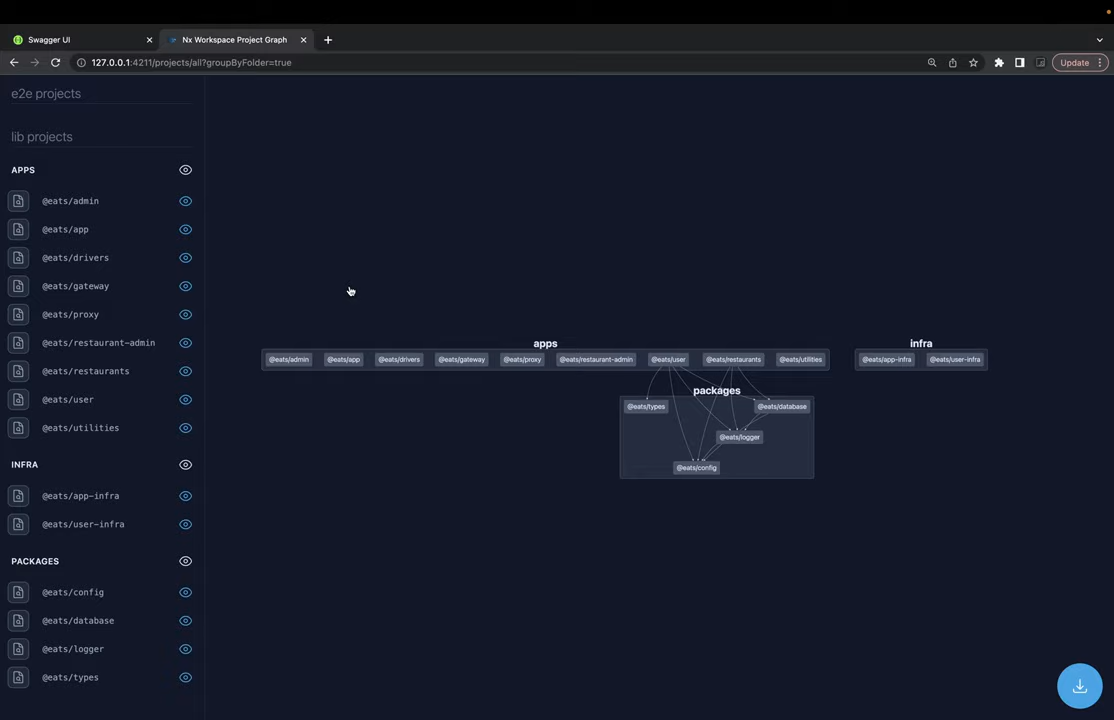 Swagger UI
Nx Workspace Project Graph
127.0.0.1:4211/projects/all?groupByFolder=true
Update
e2e projects
lib projects
APPS
@eats/admin
@eats/app
@eats/drivers
@eats/gateway
@eats/proxy
@eats/restaurant-admin
@eats/restaurants
@eats/user
@eats/utilities
INFRA
@eats/app-infra
@eats/user-infra
PACKAGES
@eats/config
@eats/database
@eats/logger
@eats/types
apps
@eats/admin @eats/app @eats/drivers @eats/gateway @eats/proxy @eats/restaurant-admin @eats/user @eats/restaurants @eats/utilities
infra
@eats/app-infra @eats/user-infra
packages
@eats/types @eats/database
@eats/logger
@eats/config